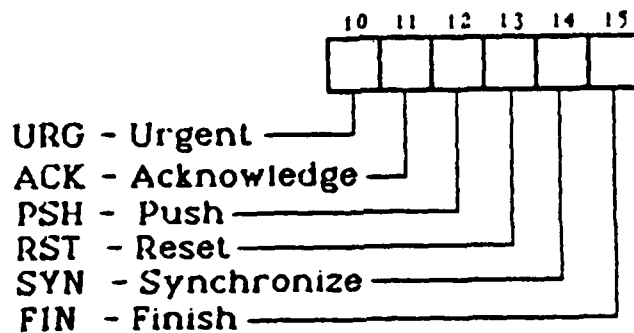 10 11 12 13 14 15
URG - Urgent
ACK - Acknowledge
PSH - Push
RST - Reset
SYN - Synchronize
FIN - Finish